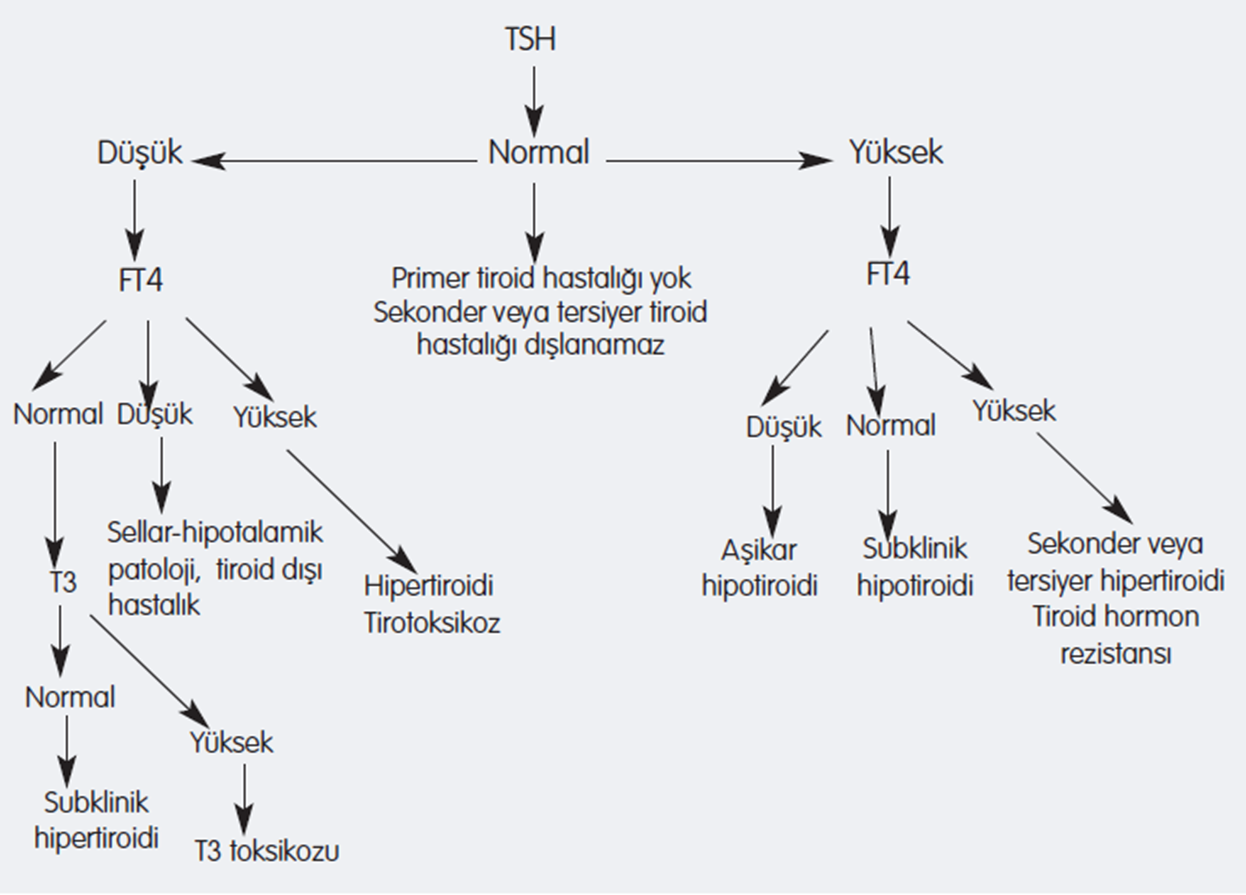 TSH
Düşük
Normal
Yüksek
FT4
Primer tiroid hastalığı yok
Sekonder veya tersiyer tiroid
hastalığı dışlanamaz
FT4
Normal
Düşük
Yüksek
Düşük
Normal
Yüksek
T3
Sellar-hipotalamik
patoloji, tiroid dışı
hastalık
Hipertiroidi
Tirotoksikoz
Aşikar
hipotiroidi
Subklinik
hipotiroidi
Sekonder veya
tersiyer hipertiroidi
Tiroid hormon
rezistansı
Normal
Yüksek
Subklinik
hipertiroidi
T3 toksikozu